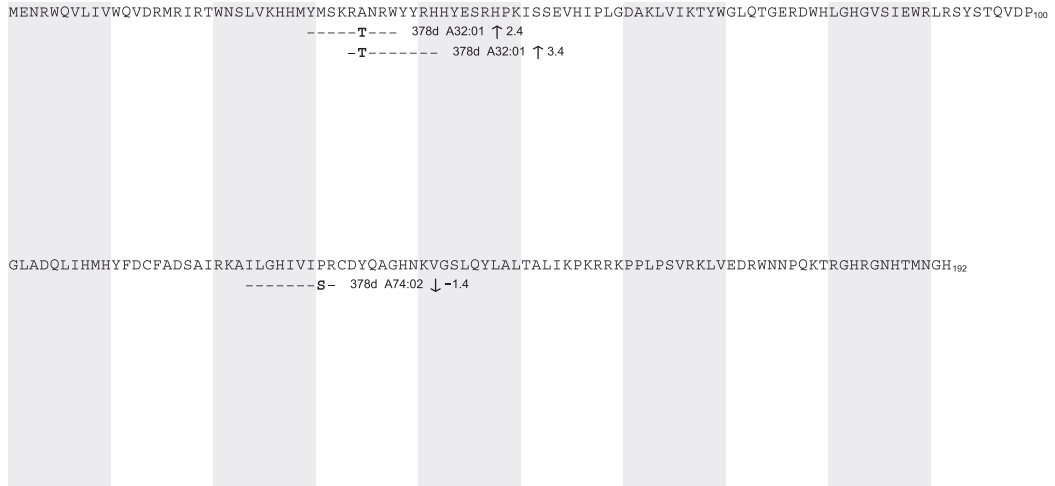 MENRWQVLIVWQVDRMRIRTWNSLVKHHMYMSKRANRWYYRHHYESRHPKISSEVHIPLGDAKLVIKTYWGLQTGERDWHLGHGVSIEWRLRSYSTQVDP100
-----T--- 378d A32:01 ↑ 2.4
-T------- 378d A32:01 ↑ 3.4
GLADQLIHMHYFDCFADSAIRKAILGHIVIPRCDYQAGHNKVGSLQYLALTALIKPKRRKPPLPSVRKLVEDRWNNPQKTRGHRGNHTMNGH192
-------S- 378d A74:02 ↓ -1.4